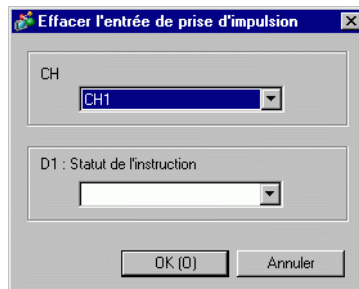 Effacer l'entrée de prise d'impulsion
CH
CH1
D1 : Statut de l'instruction
OK (O)
Annuler